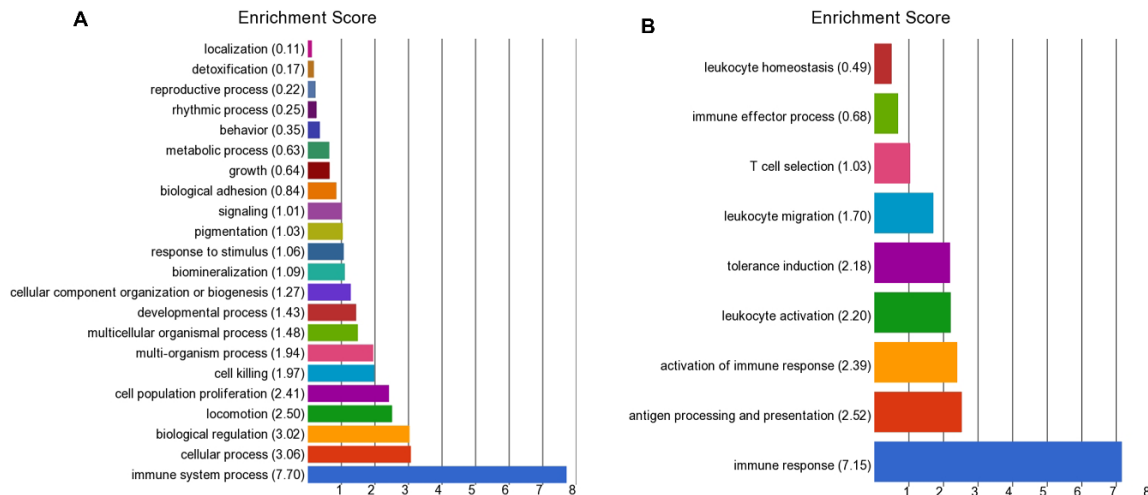 A
Enrichment Score
localization (0.11)
detoxification (0.17)
reproductive process (0.22)
rhythmic process (0.25)
behavior (0.35)
metabolic process (0.63)
growth (0.64)
biological adhesion (0.84)
signaling (1.01)
pigmentation (1.03)
response to stimulus (1.06)
biomineralization (1.09)
cellular component organization or biogenesis (1.27)
developmental process (1.43)
multicellular organismal process (1.48)
multi-organism process (1.94)
cell killing (1.97)
cell population proliferation (2.41)
locomotion (2.50)
biological regulation (3.02)
cellular process (3.06)
immune system process (7.70)
1 2 3 4 5 6 7 8
B
Enrichment Score
leukocyte homeostasis (0.49)
immune effector process (0.68)
T cell selection (1.03)
leukocyte migration (1.70)
tolerance induction (2.18)
leukocyte activation (2.20)
activation of immune response (2.39)
antigen processing and presentation (2.52)
immune response (7.15)
1 2 3 4 5 6 7 8